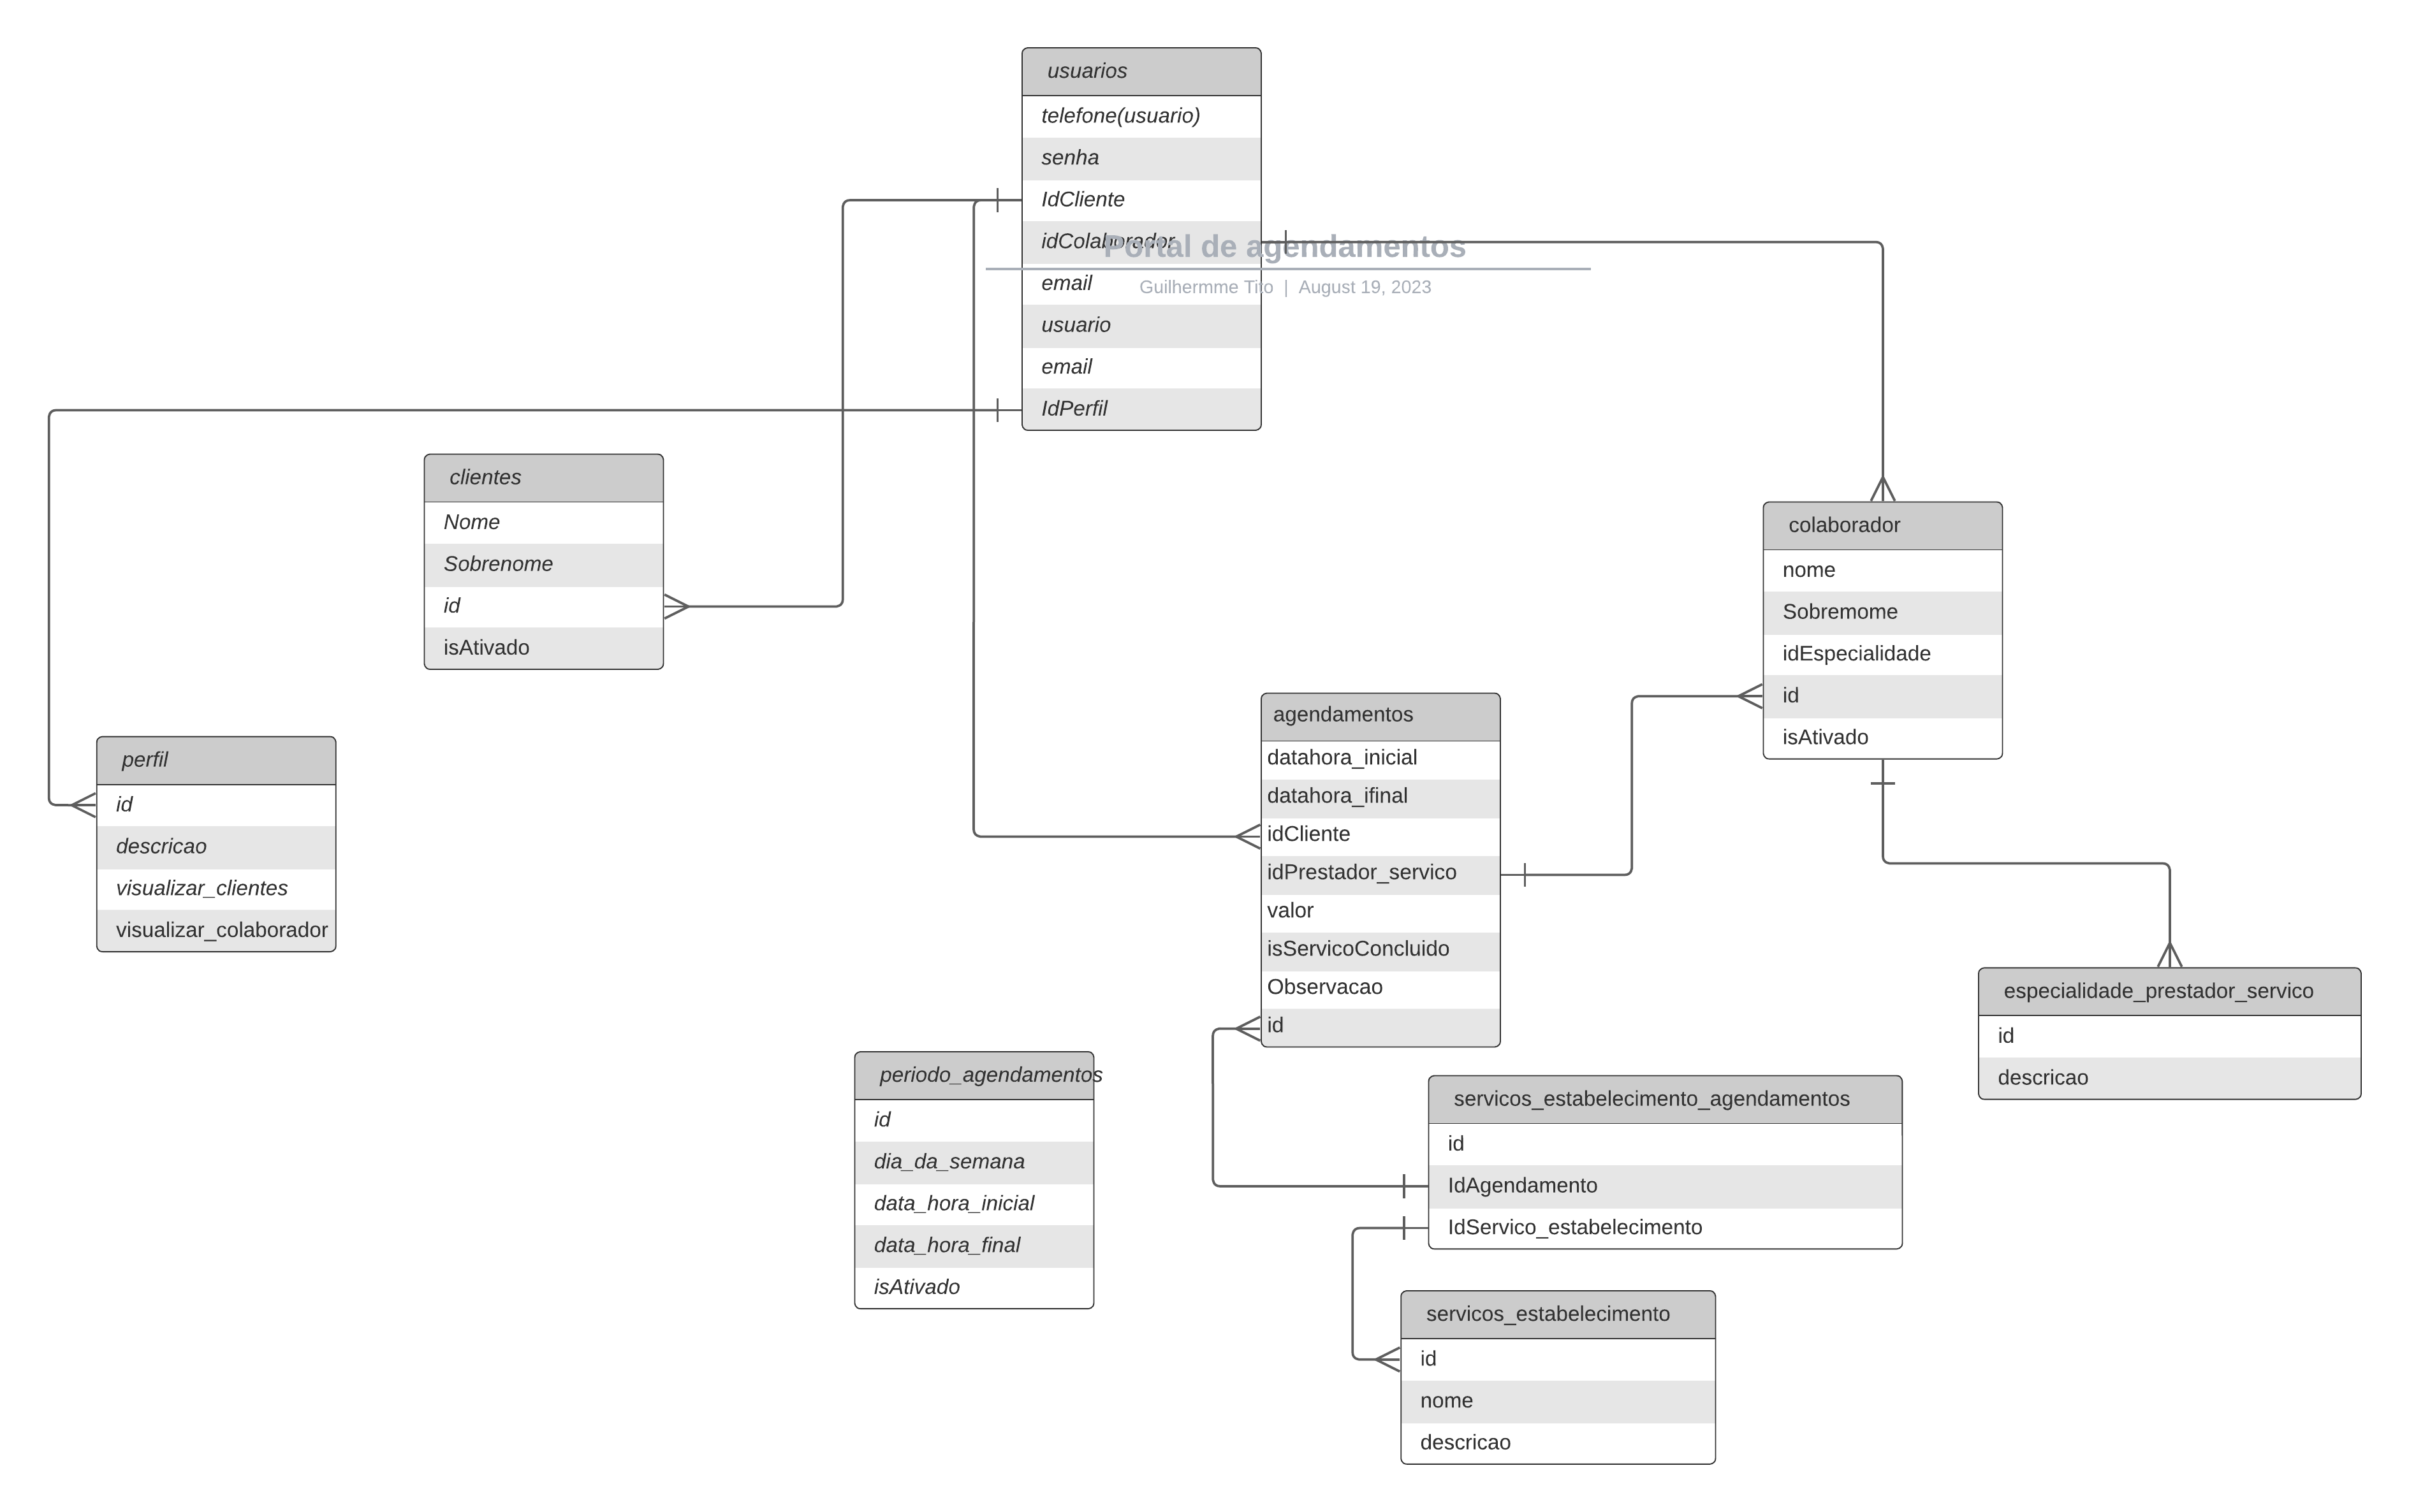 usuarios
telefone(usuario)
senha
IdCliente
idColaborador
email
usuario
email
IdPerfil
Portal de agendamentos
Guilhermme Tito | August 19, 2023
clientes
Nome
Sobrenome
id
isAtivado
colaborador
nome
Sobremome
idEspecialidade
id
isAtivado
perfil
id
descricao
visualizar_clientes
visualizar_colaborador
agendamentos
datahora_inicial
datahora_ifinal
idCliente
idPrestador_servico
valor
isServicoConcluido
Observacao
id
especialidade_prestador_servico
id
descricao
periodo_agendamentos
id
dia_da_semana
data_hora_inicial
data_hora_final
isAtivado
servicos_estabelecimento_agendamentos
id
IdAgendamento
IdServico_estabelecimento
servicos_estabelecimento
id
nome
descricao